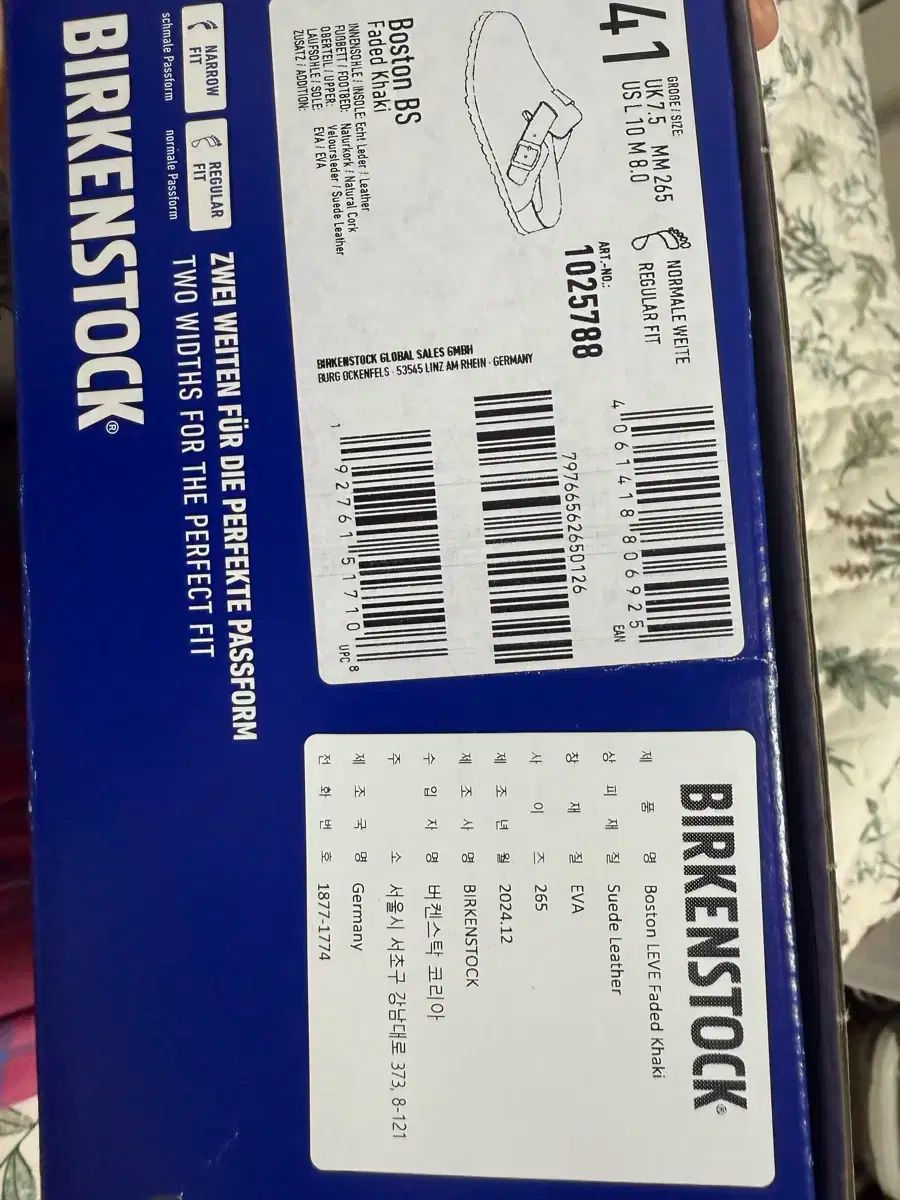 41
GRÖßE / SIZE:
UK 7.5 MM 265
US L 10 M 8.0
NORMALE WEITE
REGULAR FIT
Boston BS
Faded Khaki
INNENSOHLE / INSOLE: Echt Leder / Leather
FUßBETT / FOOTBED: Naturkork / Natural Cork
OBERTEIL / UPPER: Veloursleder / Suede Leather
LAUFSOHLE / SOLE: EVA / EVA
ZUSATZ / ADDITION:
ART.-NO.:
1025788
BIRKENSTOCK GLOBAL SALES GMBH
BURG OCKENFELS · 53545 LINZ AM RHEIN · GERMANY
4 061418 806925
EAN
797665626501​26
1 92761 51710 8
UPC
NARROW FIT
schmale Passform
REGULAR FIT
normale Passform
ZWEI WEITEN FÜR DIE PERFEKTE PASSFORM
TWO WIDTHS FOR THE PERFECT FIT
BIRKENSTOCK®
BIRKENSTOCK®
제 품 명 Boston LEVE Faded Khaki
상 피 재 질 Suede Leather
창 재 질 EVA
사 이 즈 265
제 조 년 월 2024.12
제 조 사 명 BIRKENSTOCK
수 입 자 명 버켄스탁 코리아
주 소 서울시 서초구 강남대로 373, 8-121
제 조 국 명 Germany
전 화 번 호 1877-1774